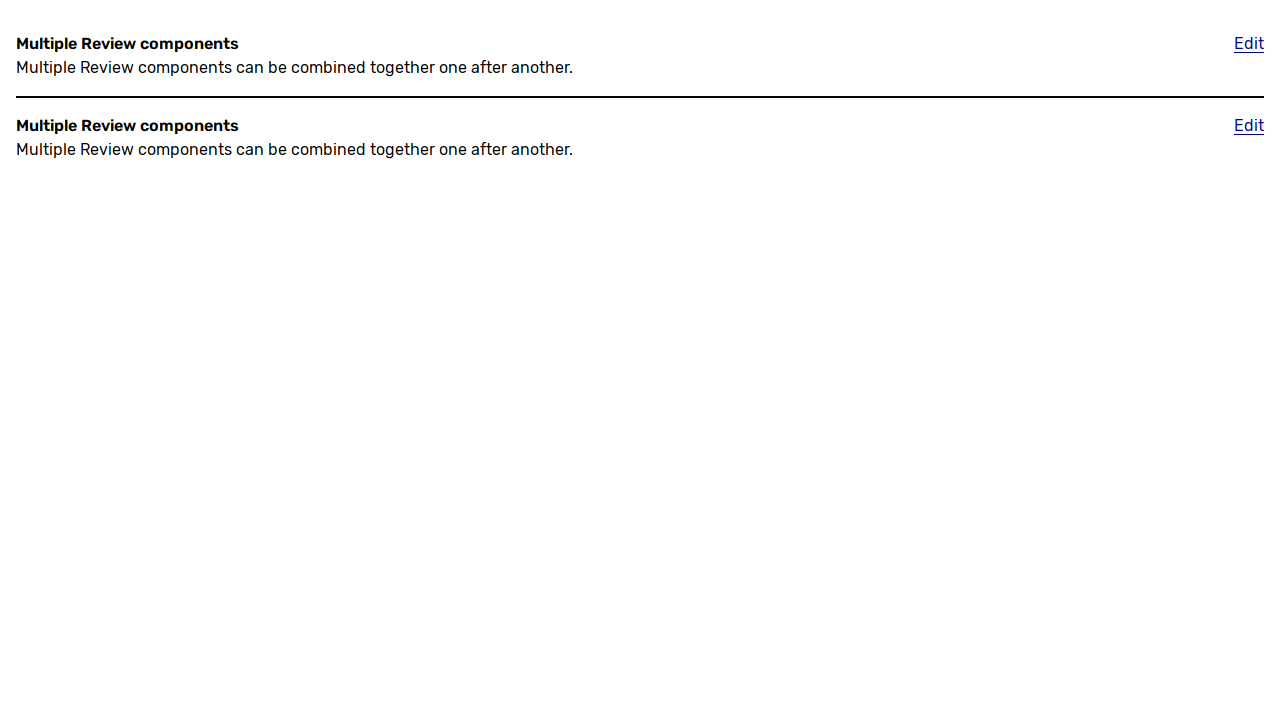 Multiple Review components Edit
Multiple Review components can be combined together one after another.
Multiple Review components Edit
Multiple Review components can be combined together one after another.